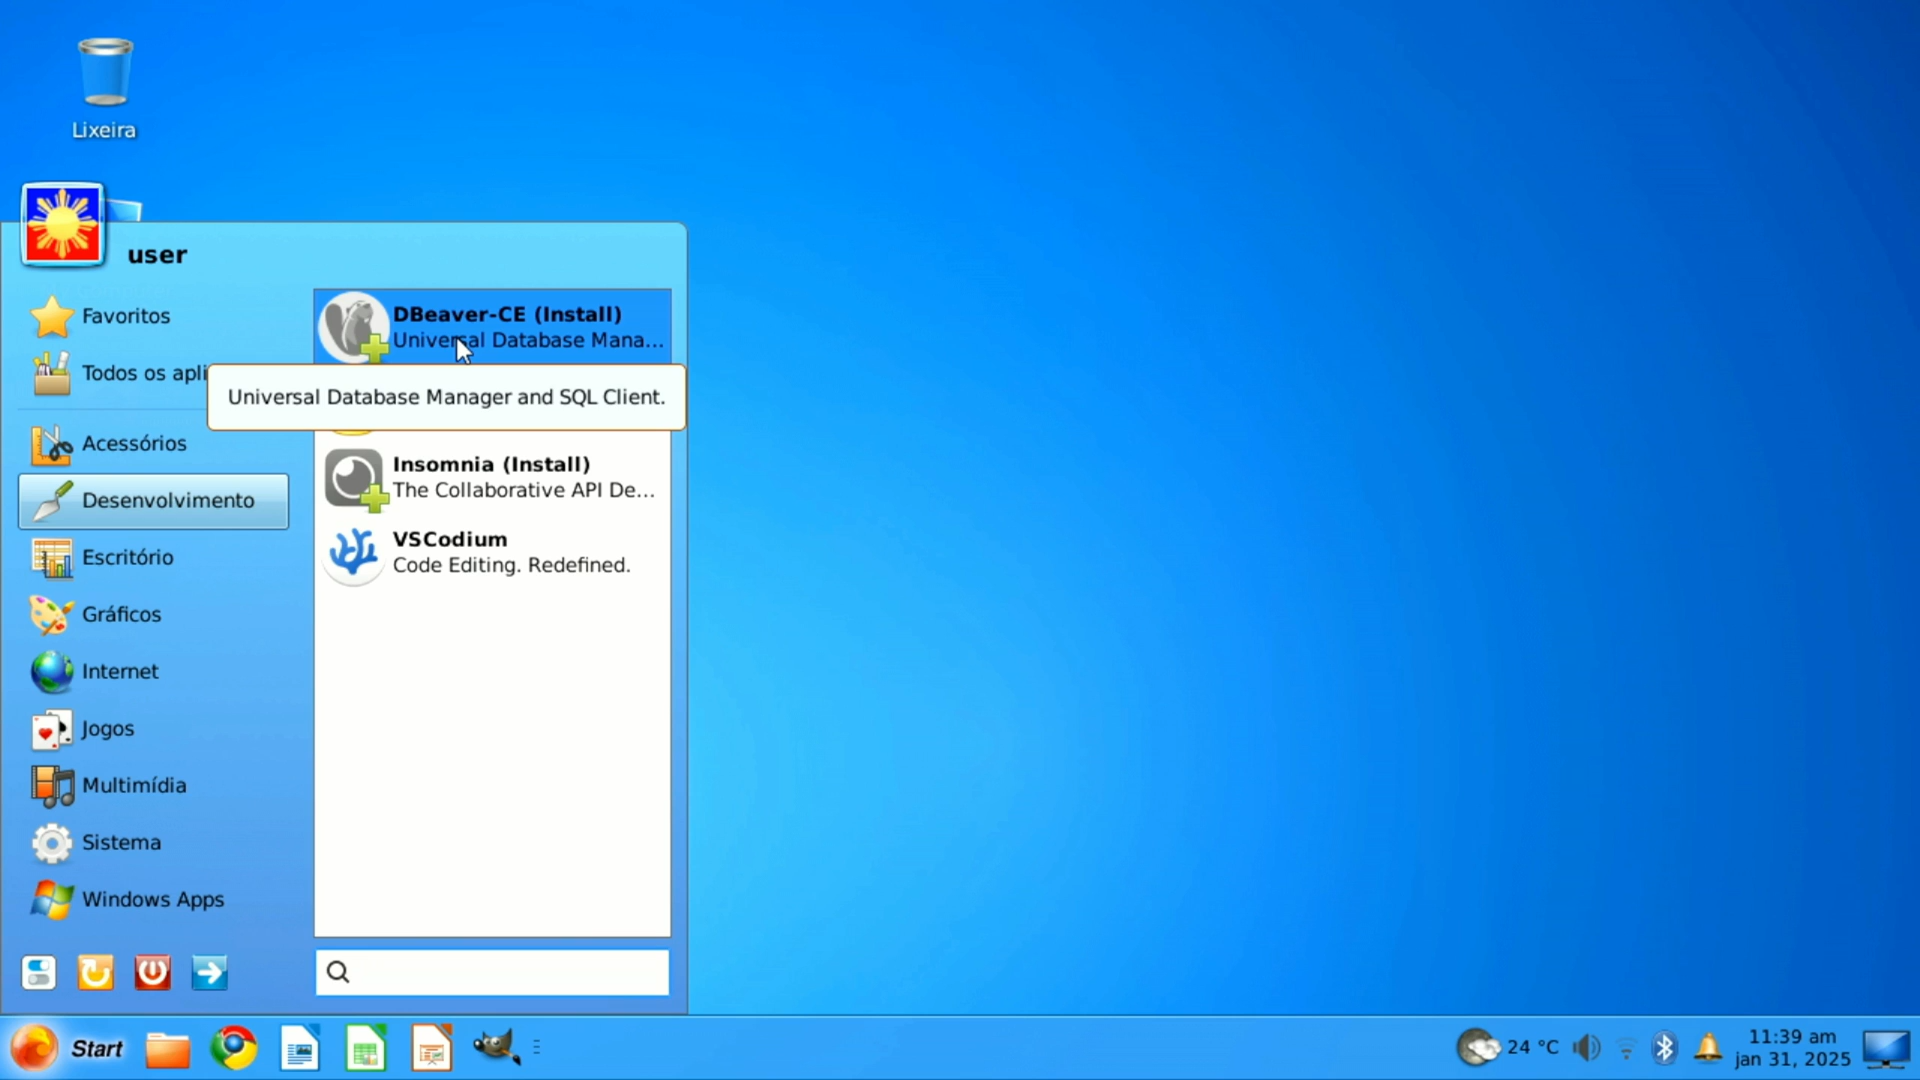 Lixeira
user
Favoritos
Todos os apli
Acessórios
Desenvolvimento
Escritório
Gráficos
Internet
Jogos
Multimídia
Sistema
Windows Apps
DBeaver-CE (Install)
Universal Database Mana...
Universal Database Manager and SQL Client.
Insomnia (Install)
The Collaborative API De...
VSCodium
Code Editing. Redefined.
Start
24 °C
11:39 am
jan 31, 2025